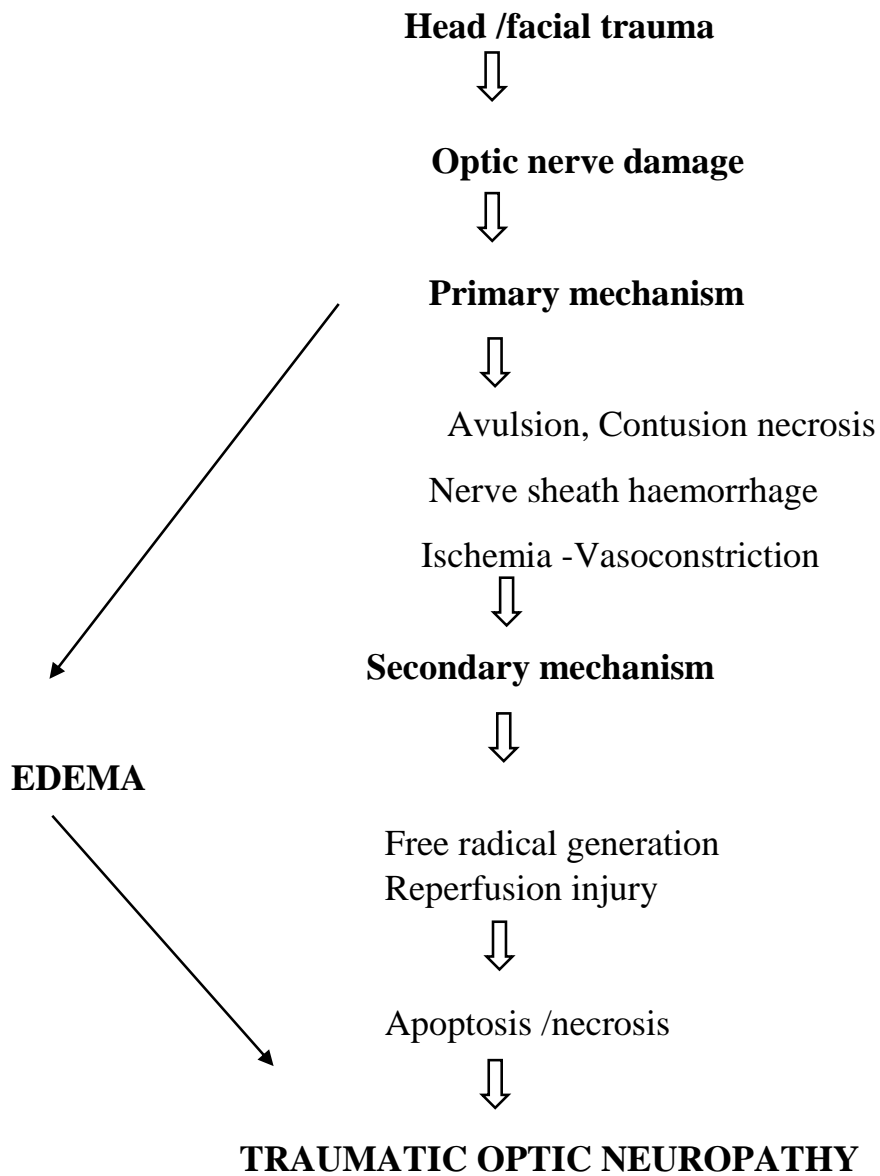 Head /facial trauma
Optic nerve damage
Primary mechanism
Avulsion, Contusion necrosis
Nerve sheath haemorrhage
Ischemia -Vasoconstriction
Secondary mechanism
EDEMA
Free radical generation
Reperfusion injury
Apoptosis /necrosis
TRAUMATIC OPTIC NEUROPATHY